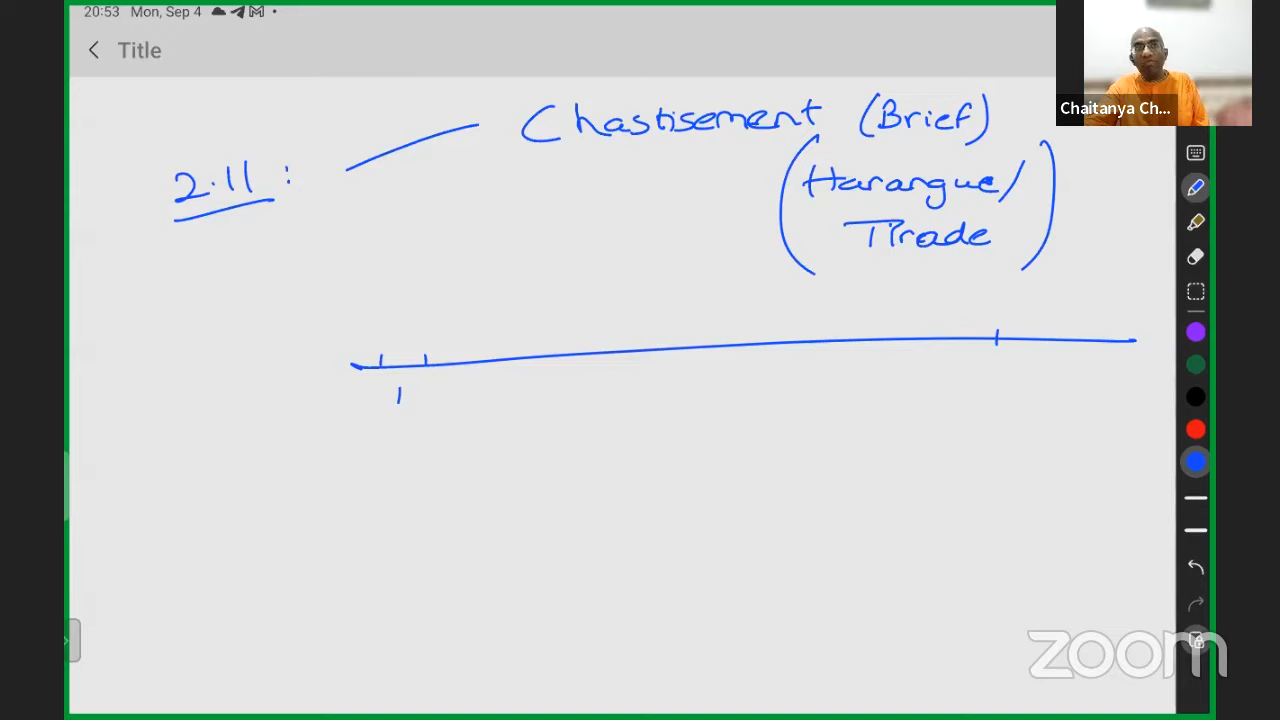 20:53 Mon, Sep 4
Title
Chaitanya Ch...
Chastisement (Brief)
2.11 :
(Harangue/
Tirade)
zoom